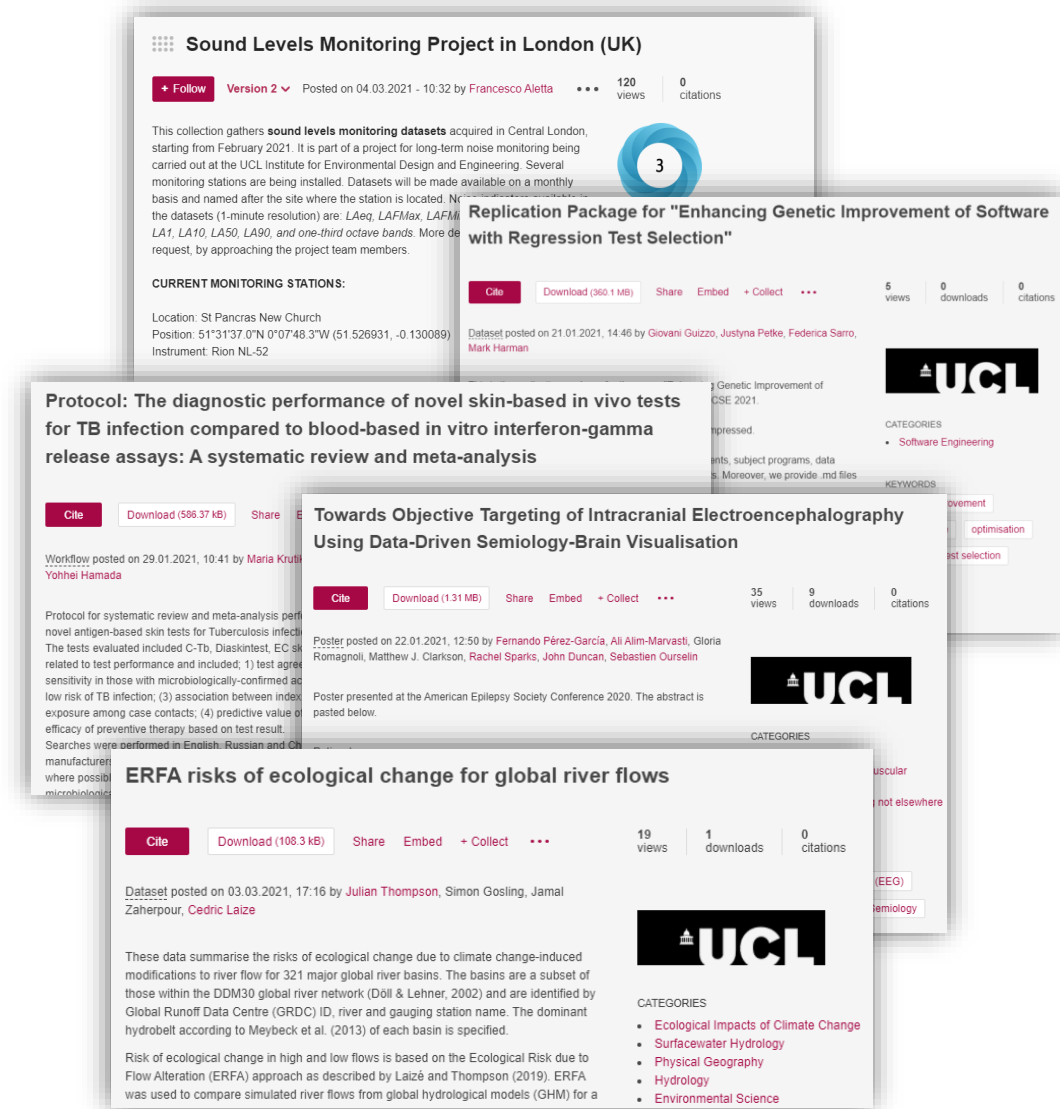 Sound Levels Monitoring Project in London (UK)
+ Follow Version 2 Posted on 04.03.2021 - 10:32 by Francesco Aletta ••• 120 views 0 citations
This collection gathers sound levels monitoring datasets acquired in Central London,
starting from February 2021. It is part of a project for long-term noise monitoring being
carried out at the UCL Institute for Environmental Design and Engineering. Several
monitoring stations are being installed. Datasets will be made available on a monthly
basis and named after the site where the station is located.
the datasets (1-minute resolution) are: LAeq, LAFMax,
LA1, LA10, LA50, LA90, and one-third octave bands. More
request, by approaching the project team members.
3
CURRENT MONITORING STATIONS:
Location: St Pancras New Church
Position: 51°31'37.0"N 0°07'48.3"W (51.526931, -0.130089)
Instrument: Rion NL-52
Replication Package for "Enhancing Genetic Improvement of Software
with Regression Test Selection"
Cite Download (360.1 MB) Share Embed + Collect ••• 5 views 0 downloads 0 citations
Dataset posted on 21.01.2021, 14:46 by Giovani Guizzo, Justyna Petke, Federica Sarro,
Mark Harman
Genetic Improvement of
CSE 2021.
subject programs, data
Moreover, we provide .md files
UCL
CATEGORIES
• Software Engineering
KEYWORDS
optimisation
selection
Protocol: The diagnostic performance of novel skin-based in vivo tests
for TB infection compared to blood-based in vitro interferon-gamma
release assays: A systematic review and meta-analysis
Cite Download (586.37 kB) Share
Workflow posted on 29.01.2021, 10:41 by Maria
Yohhei Hamada
Protocol for systematic review and meta-analysis
novel antigen-based skin tests for Tuberculosis
The tests evaluated included C-Tb, Diaskintest, EC
related to test performance and included; 1) test
sensitivity in those with microbiologically-confirmed
low risk of TB infection; (3) association between index
exposure among case contacts; (4) predictive value of
efficacy of preventive therapy based on test result.
Searches were performed in English, Russian and
where
Towards Objective Targeting of Intracranial Electroencephalography
Using Data-Driven Semiology-Brain Visualisation
Cite Download (1.31 MB) Share Embed + Collect ••• 35 views 9 downloads 0 citations
Poster posted on 22.01.2021, 12:50 by Fernando Pérez-García, Ali Alim-Marvasti, Gloria
Romagnoli, Matthew J. Clarkson, Rachel Sparks, John Duncan, Sebastien Ourselin
Poster presented at the American Epilepsy Society Conference 2020. The abstract is
pasted below.
UCL
CATEGORIES
not elsewhere
(EEG)
Semiology
ERFA risks of ecological change for global river flows
Cite Download (108.3 kB) Share Embed + Collect ••• 19 views 1 downloads 0 citations
Dataset posted on 03.03.2021, 17:16 by Julian Thompson, Simon Gosling, Jamal
Zaherpour, Cedric Laize
These data summarise the risks of ecological change due to climate change-induced
modifications to river flow for 321 major global river basins. The basins are a subset of
those within the DDM30 global river network (Döll & Lehner, 2002) and are identified by
Global Runoff Data Centre (GRDC) ID, river and gauging station name. The dominant
hydrobelt according to Meybeck et al. (2013) of each basin is specified.
Risk of ecological change in high and low flows is based on the Ecological Risk due to
Flow Alteration (ERFA) approach as described by Laizé and Thompson (2019). ERFA
was used to compare simulated river flows from global hydrological models (GHM) for a
UCL
CATEGORIES
• Ecological Impacts of Climate Change
• Surfacewater Hydrology
• Physical Geography
• Hydrology
• Environmental Science